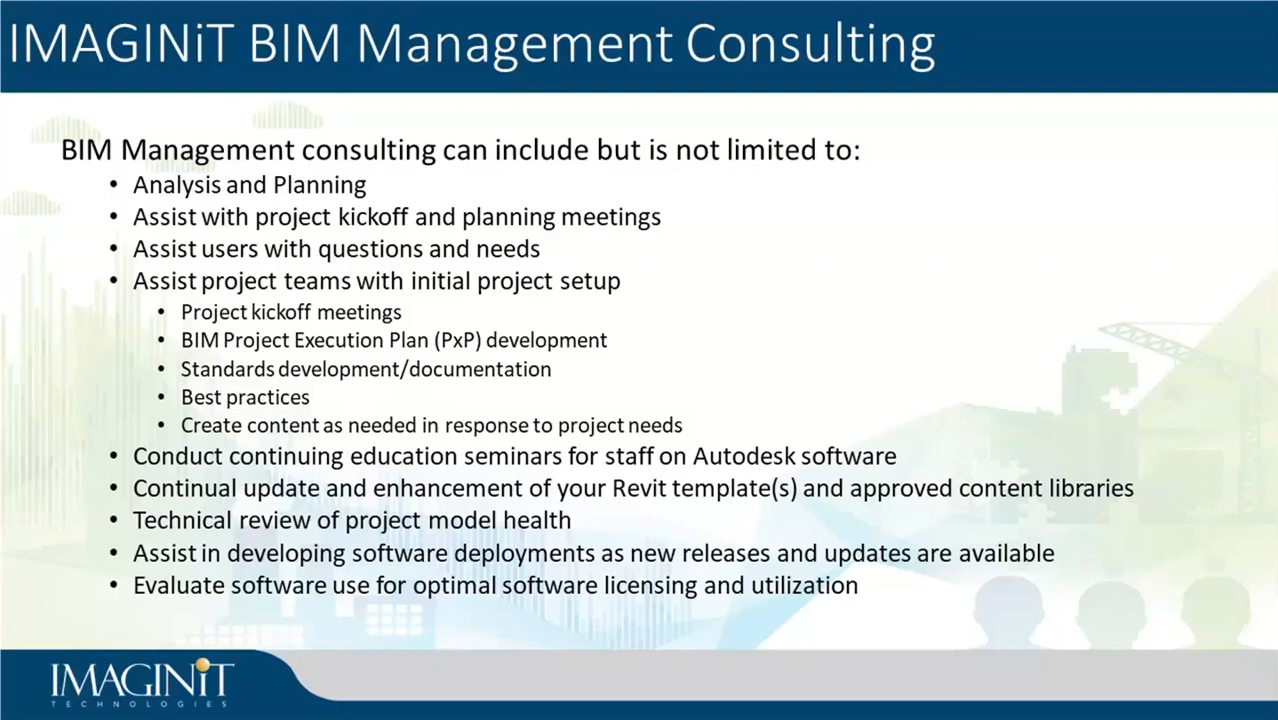 IMAGINiT BIM Management Consulting
BIM Management consulting can include but is not limited to:
• Analysis and Planning
• Assist with project kickoff and planning meetings
• Assist users with questions and needs
• Assist project teams with initial project setup
• Project kickoff meetings
• BIM Project Execution Plan (PxP) development
• Standards development/documentation
• Best practices
• Create content as needed in response to project needs
• Conduct continuing education seminars for staff on Autodesk software
• Continual update and enhancement of your Revit template(s) and approved content libraries
• Technical review of project model health
• Assist in developing software deployments as new releases and updates are available
• Evaluate software use for optimal software licensing and utilization
IMAGINiT
TECHNOLOGIES